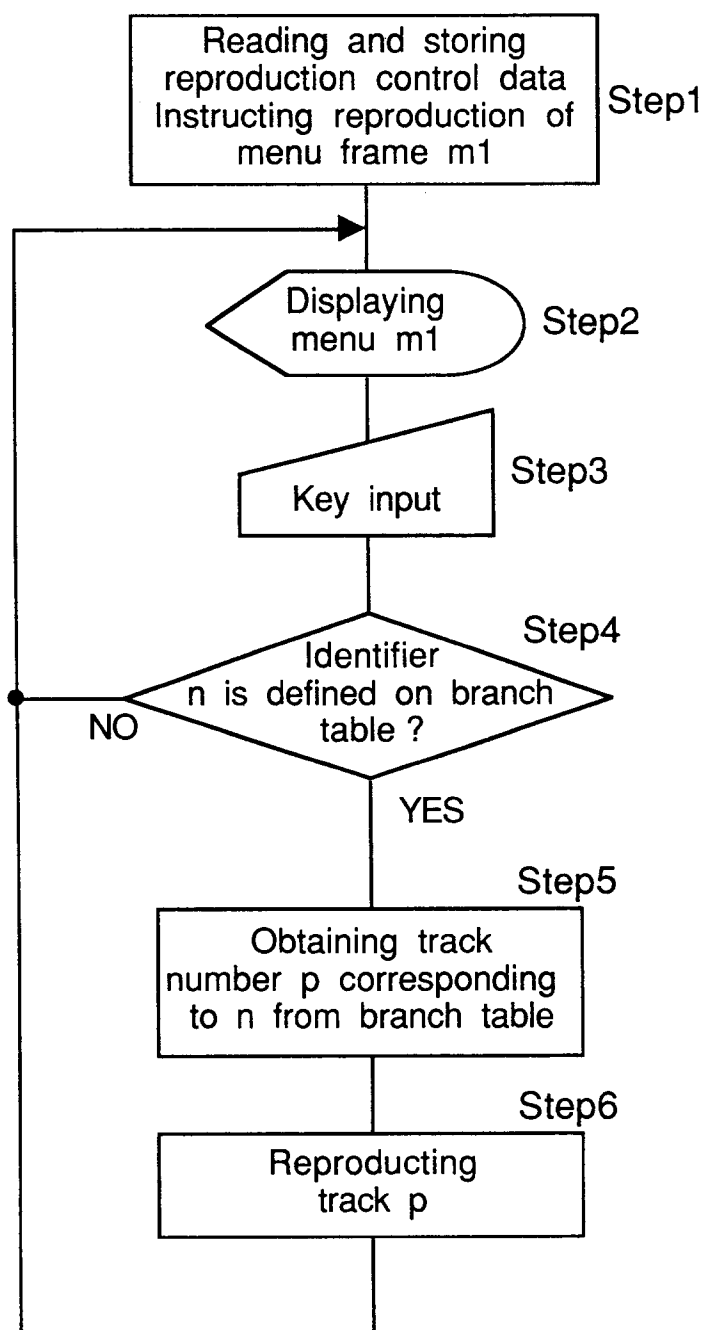 Reading and storing
reproduction control data
Instructing reproduction of
menu frame m1
Step1
Displaying
menu m1
Step2
Key input
Step3
Step4
Identifier
n is defined on branch
table ?
NO
YES
Step5
Obtaining track
number p corresponding
to n from branch table
Step6
Reproducting
track p